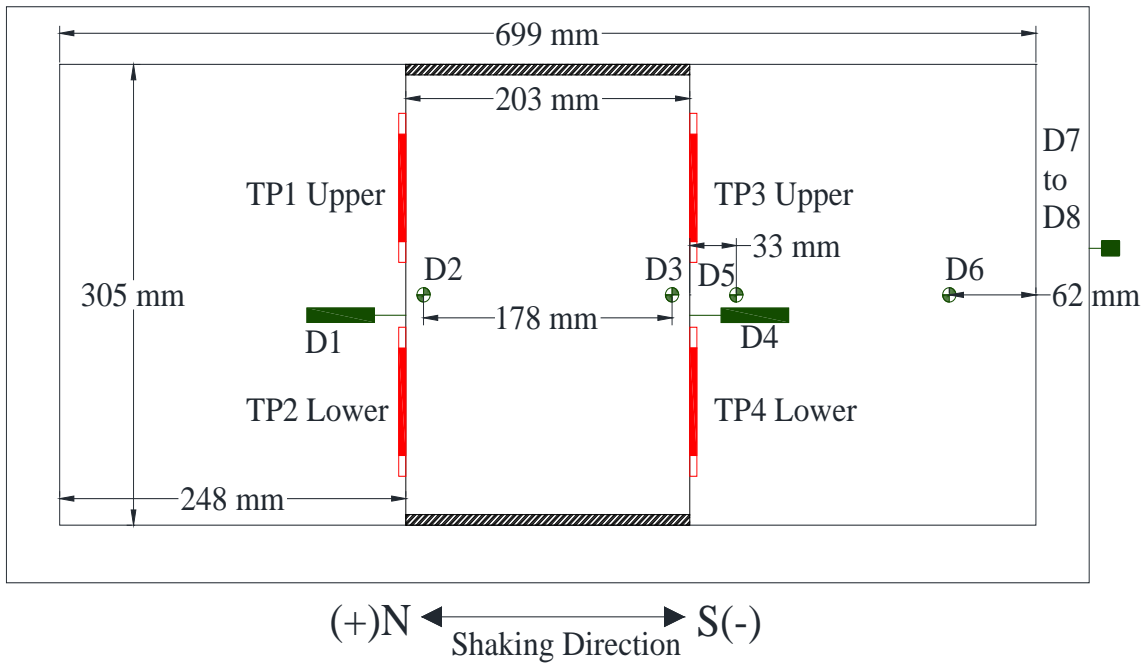 699 mm
203 mm
D7
to
D8
TP1 Upper
TP3 Upper
33 mm
D2
D3
D5
D6
305 mm
178 mm
62 mm
D1
D4
TP2 Lower
TP4 Lower
248 mm
(+)N
S(-)
Shaking Direction